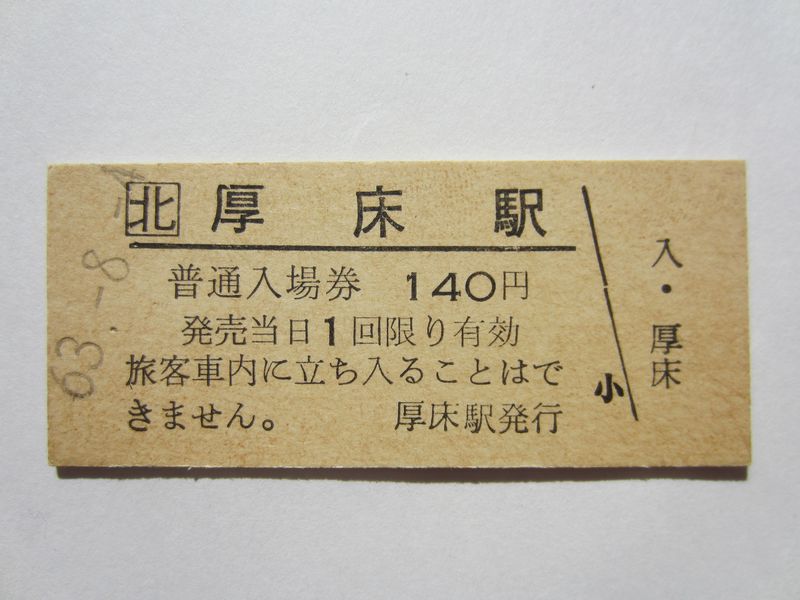 北 厚床駅
普通入場券 140円
発売当日1回限り有効
旅客車内に立ち入ることはで
きません。 厚床駅発行
小
入・厚床
63.-8.-4